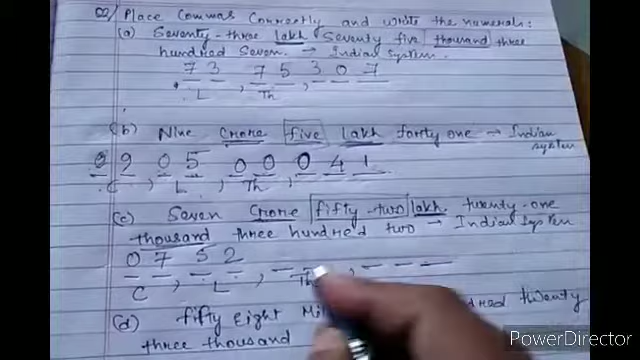 Q2/ Place Commas Correctly and write the numerals:
(a) Seventy-three lakh Seventy five thousand three
hundred Seven. → Indian System.
7 3 , 7 5 , 3 0 7
L Th
(b) Nine Crore five lakh forty one → Indian
System
0 9 , 0 5 , 0 0 , 0 4 1
C L Th
(c) Seven Crore fifty-two lakh twenty-one
thousand three hundred two → Indian System
0 7 , 5 2 , _ _ , _ _ _
C L Th
(d) fifty Eight twenty
three thousand
PowerDirector